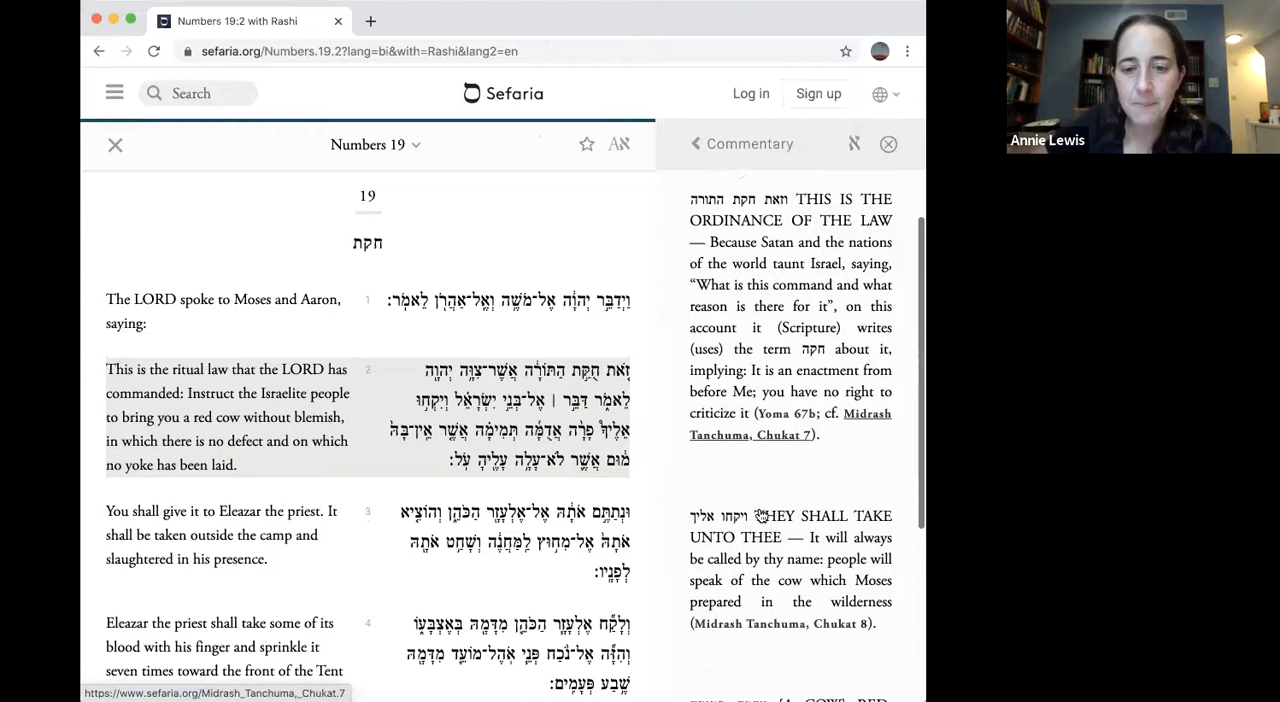 Numbers 19:2 with Rashi
sefaria.org/Numbers.19.2?lang=bi&with=Rashi&lang2=en
Search
Sefaria
Log in
Sign up
Numbers 19
Aא
Commentary
א
19
חקת
The LORD spoke to Moses and Aaron,
saying:
1
וַיְדַבֵּ֣ר יְהוָ֔ה אֶל־מֹשֶׁ֥ה וְאֶֽל־אַהֲרֹ֖ן לֵאמֹֽר׃
This is the ritual law that the LORD has
commanded: Instruct the Israelite people
to bring you a red cow without blemish,
in which there is no defect and on which
no yoke has been laid.
2
זֹ֚את חֻקַּ֣ת הַתּוֹרָ֔ה אֲשֶׁר־צִוָּ֥ה יְהוָ֖ה
לֵאמֹ֑ר דַּבֵּ֣ר ׀ אֶל־בְּנֵ֣י יִשְׂרָאֵ֗ל וְיִקְח֣וּ
אֵלֶיךָ֩ פָרָ֨ה אֲדֻמָּ֜ה תְּמִימָ֗ה אֲשֶׁ֤ר אֵֽין־בָּהּ֙
מ֔וּם אֲשֶׁ֛ר לֹא־עָלָ֥ה עָלֶ֖יהָ עֹֽל׃
You shall give it to Eleazar the priest. It
shall be taken outside the camp and
slaughtered in his presence.
3
וּנְתַתֶּ֣ם אֹתָ֔הּ אֶל־אֶלְעָזָ֖ר הַכֹּהֵ֑ן וְהוֹצִ֤יא
אֹתָהּ֙ אֶל־מִח֣וּץ לַֽמַּחֲנֶ֔ה וְשָׁחַ֥ט אֹתָ֖הּ
לְפָנָֽיו׃
Eleazar the priest shall take some of its
blood with his finger and sprinkle it
seven times toward the front of the Tent
4
וְלָקַ֞ח אֶלְעָזָ֧ר הַכֹּהֵ֛ן מִדָּמָ֖הּ בְּאֶצְבָּע֑וֹ
וְהִזָּ֞ה אֶל־נֹ֨כַח פְּנֵ֧י אֹֽהֶל־מוֹעֵ֛ד מִדָּמָ֖הּ
שֶׁ֥בַע פְּעָמִֽים׃
וזאת חקת התורה THIS IS THE
ORDINANCE OF THE LAW
— Because Satan and the nations
of the world taunt Israel, saying,
“What is this command and what
reason is there for it”, on this
account it (Scripture) writes
(uses) the term חקה about it,
implying: It is an enactment from
before Me; you have no right to
criticize it (Yoma 67b; cf. Midrash
Tanchuma, Chukat 7).
ויקחו אליך THEY SHALL TAKE
UNTO THEE — It will always
be called by thy name: people will
speak of the cow which Moses
prepared in the wilderness
(Midrash Tanchuma, Chukat 8).
https://www.sefaria.org/Midrash_Tanchuma,_Chukat.7
Annie Lewis